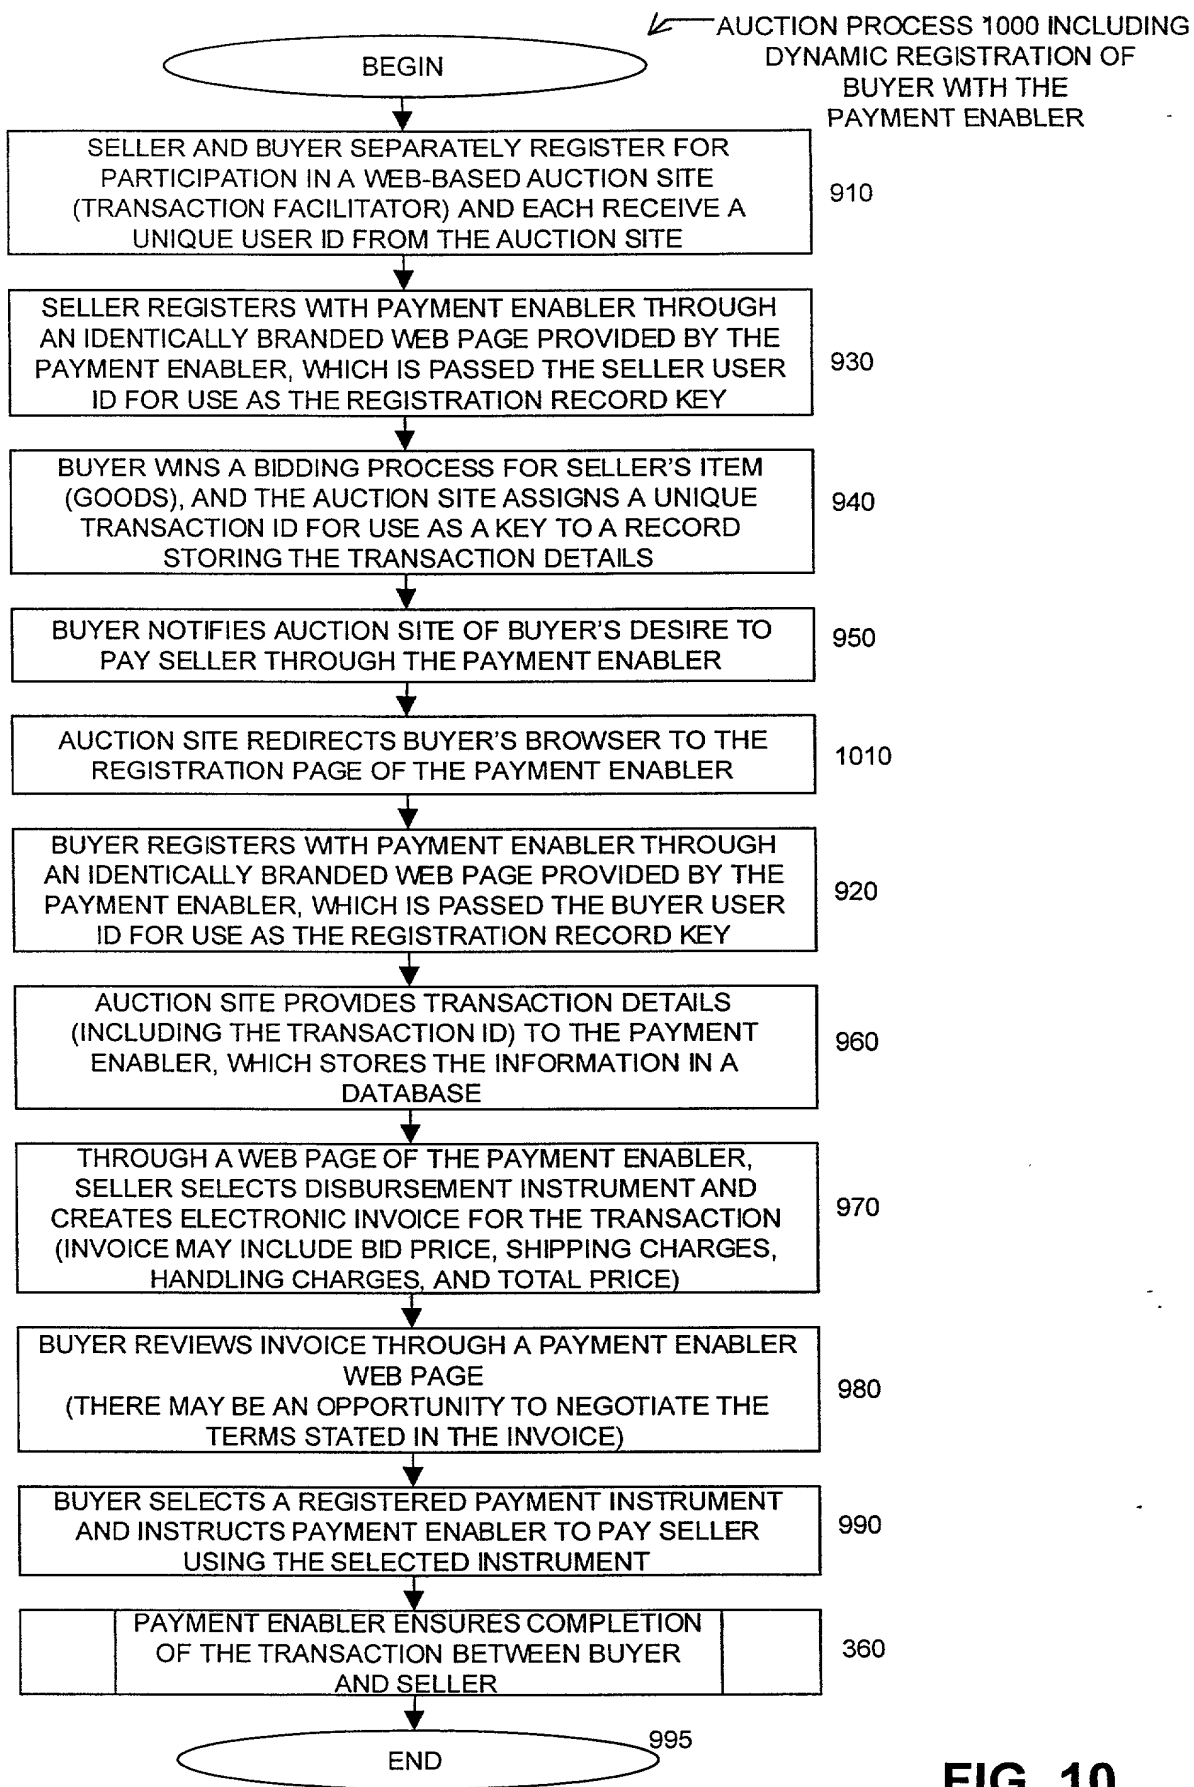 AUCTION PROCESS 1000 INCLUDING
DYNAMIC REGISTRATION OF
BUYER WITH THE
PAYMENT ENABLER
BEGIN
SELLER AND BUYER SEPARATELY REGISTER FOR
PARTICIPATION IN A WEB-BASED AUCTION SITE
(TRANSACTION FACILITATOR) AND EACH RECEIVE A
UNIQUE USER ID FROM THE AUCTION SITE
910
SELLER REGISTERS WITH PAYMENT ENABLER THROUGH
AN IDENTICALLY BRANDED WEB PAGE PROVIDED BY THE
PAYMENT ENABLER, WHICH IS PASSED THE SELLER USER
ID FOR USE AS THE REGISTRATION RECORD KEY
930
BUYER WINS A BIDDING PROCESS FOR SELLER'S ITEM
(GOODS), AND THE AUCTION SITE ASSIGNS A UNIQUE
TRANSACTION ID FOR USE AS A KEY TO A RECORD
STORING THE TRANSACTION DETAILS
940
BUYER NOTIFIES AUCTION SITE OF BUYER'S DESIRE TO
PAY SELLER THROUGH THE PAYMENT ENABLER
950
AUCTION SITE REDIRECTS BUYER'S BROWSER TO THE
REGISTRATION PAGE OF THE PAYMENT ENABLER
1010
BUYER REGISTERS WITH PAYMENT ENABLER THROUGH
AN IDENTICALLY BRANDED WEB PAGE PROVIDED BY THE
PAYMENT ENABLER, WHICH IS PASSED THE BUYER USER
ID FOR USE AS THE REGISTRATION RECORD KEY
920
AUCTION SITE PROVIDES TRANSACTION DETAILS
(INCLUDING THE TRANSACTION ID) TO THE PAYMENT
ENABLER, WHICH STORES THE INFORMATION IN A
DATABASE
960
THROUGH A WEB PAGE OF THE PAYMENT ENABLER,
SELLER SELECTS DISBURSEMENT INSTRUMENT AND
CREATES ELECTRONIC INVOICE FOR THE TRANSACTION
(INVOICE MAY INCLUDE BID PRICE, SHIPPING CHARGES,
HANDLING CHARGES, AND TOTAL PRICE)
970
BUYER REVIEWS INVOICE THROUGH A PAYMENT ENABLER
WEB PAGE
(THERE MAY BE AN OPPORTUNITY TO NEGOTIATE THE
TERMS STATED IN THE INVOICE)
980
BUYER SELECTS A REGISTERED PAYMENT INSTRUMENT
AND INSTRUCTS PAYMENT ENABLER TO PAY SELLER
USING THE SELECTED INSTRUMENT
990
PAYMENT ENABLER ENSURES COMPLETION
OF THE TRANSACTION BETWEEN BUYER
AND SELLER
360
END
995
FIG. 10